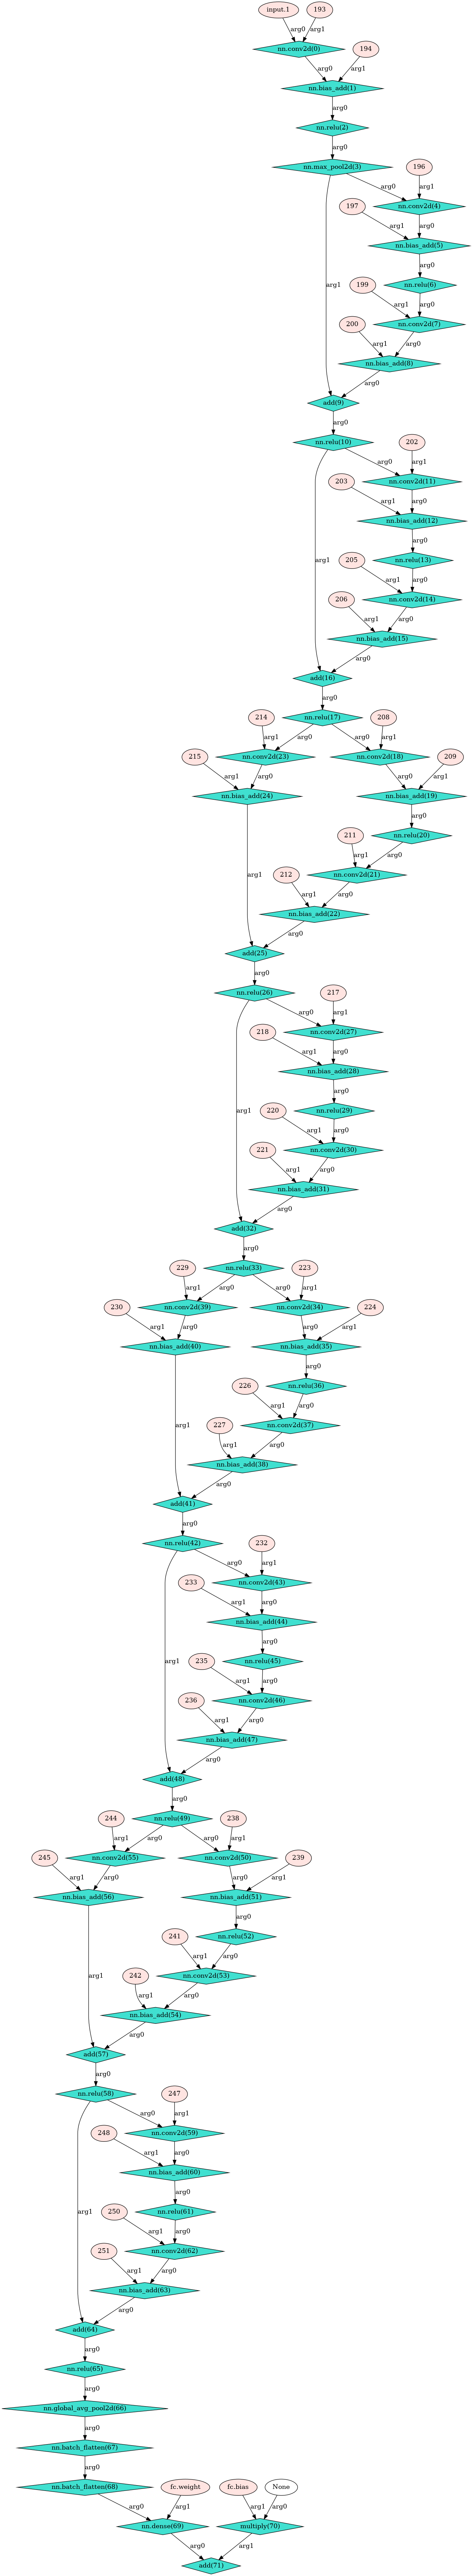 input.1 193
arg0 arg1
nn.conv2d(0) 194
arg0 arg1
nn.bias_add(1)
arg0
nn.relu(2)
arg0
nn.max_pool2d(3) 196
arg0 arg1
197 nn.conv2d(4)
arg1 arg0
nn.bias_add(5)
arg0
199 arg1 nn.relu(6)
arg1 arg0
200 nn.conv2d(7)
arg1 arg0
nn.bias_add(8)
arg0
add(9)
arg0
nn.relu(10) 202
arg0 arg1
203 nn.conv2d(11)
arg1 arg0
nn.bias_add(12)
arg0
205 arg1 nn.relu(13)
arg1 arg0
206 nn.conv2d(14)
arg1 arg0
nn.bias_add(15)
arg0
add(16)
arg0
214 nn.relu(17) 208
arg1 arg0 arg0 arg1
215 nn.conv2d(23) nn.conv2d(18) 209
arg1 arg0 arg0 arg1
nn.bias_add(24) nn.bias_add(19)
arg0
211 nn.relu(20)
arg1 arg0
212 arg1 nn.conv2d(21)
arg1 arg0
nn.bias_add(22)
arg0
add(25)
arg0
nn.relu(26) 217
arg0 arg1
218 nn.conv2d(27)
arg1 arg0
nn.bias_add(28)
arg0
220 arg1 nn.relu(29)
arg1 arg0
221 nn.conv2d(30)
arg1 arg0
nn.bias_add(31)
arg0
add(32)
arg0
229 nn.relu(33) 223
arg1 arg0 arg0 arg1
230 nn.conv2d(39) nn.conv2d(34) 224
arg1 arg0 arg0 arg1
nn.bias_add(40) nn.bias_add(35)
arg0
226 nn.relu(36)
arg1 arg0
arg1 227 nn.conv2d(37)
arg1 arg0
nn.bias_add(38)
arg0
add(41)
arg0
nn.relu(42) 232
arg0 arg1
233 nn.conv2d(43)
arg1 arg0
nn.bias_add(44)
arg0
arg1 235 nn.relu(45)
arg1 arg0
236 nn.conv2d(46)
arg1 arg0
nn.bias_add(47)
arg0
add(48)
arg0
244 nn.relu(49) 238
arg1 arg0 arg0 arg1
245 nn.conv2d(55) nn.conv2d(50) 239
arg1 arg0 arg0 arg1
nn.bias_add(56) nn.bias_add(51)
arg0
241 nn.relu(52)
arg1 arg0
arg1 242 nn.conv2d(53)
arg1 arg0
nn.bias_add(54)
arg0
add(57)
arg0
nn.relu(58) 247
arg0 arg1
248 nn.conv2d(59)
arg1 arg0
nn.bias_add(60)
arg0
arg1 250 nn.relu(61)
arg1 arg0
251 nn.conv2d(62)
arg1 arg0
nn.bias_add(63)
arg0
add(64)
arg0
nn.relu(65)
arg0
nn.global_avg_pool2d(66)
arg0
nn.batch_flatten(67)
arg0
nn.batch_flatten(68) fc.weight fc.bias None
arg0 arg1 arg1 arg0
nn.dense(69) multiply(70)
arg0 arg1
add(71)